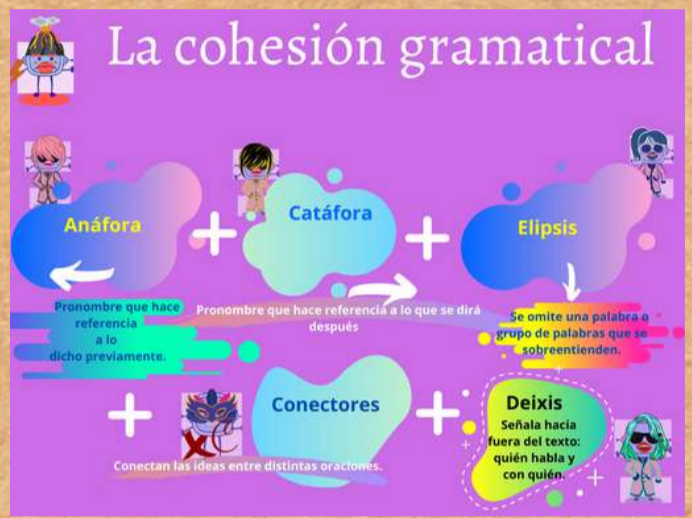 La cohesión gramatical
Anáfora
Catáfora
Elipsis
Pronombre que hace
referencia
a lo
dicho previamente.
Pronombre que hace referencia a lo que se dirá
después
Se omite una palabra o
grupo de palabras que se
sobreentienden.
Conectores
Conectan las ideas entre distintas oraciones.
Deixis
Señala hacia
fuera del texto:
quién habla y
con quién.